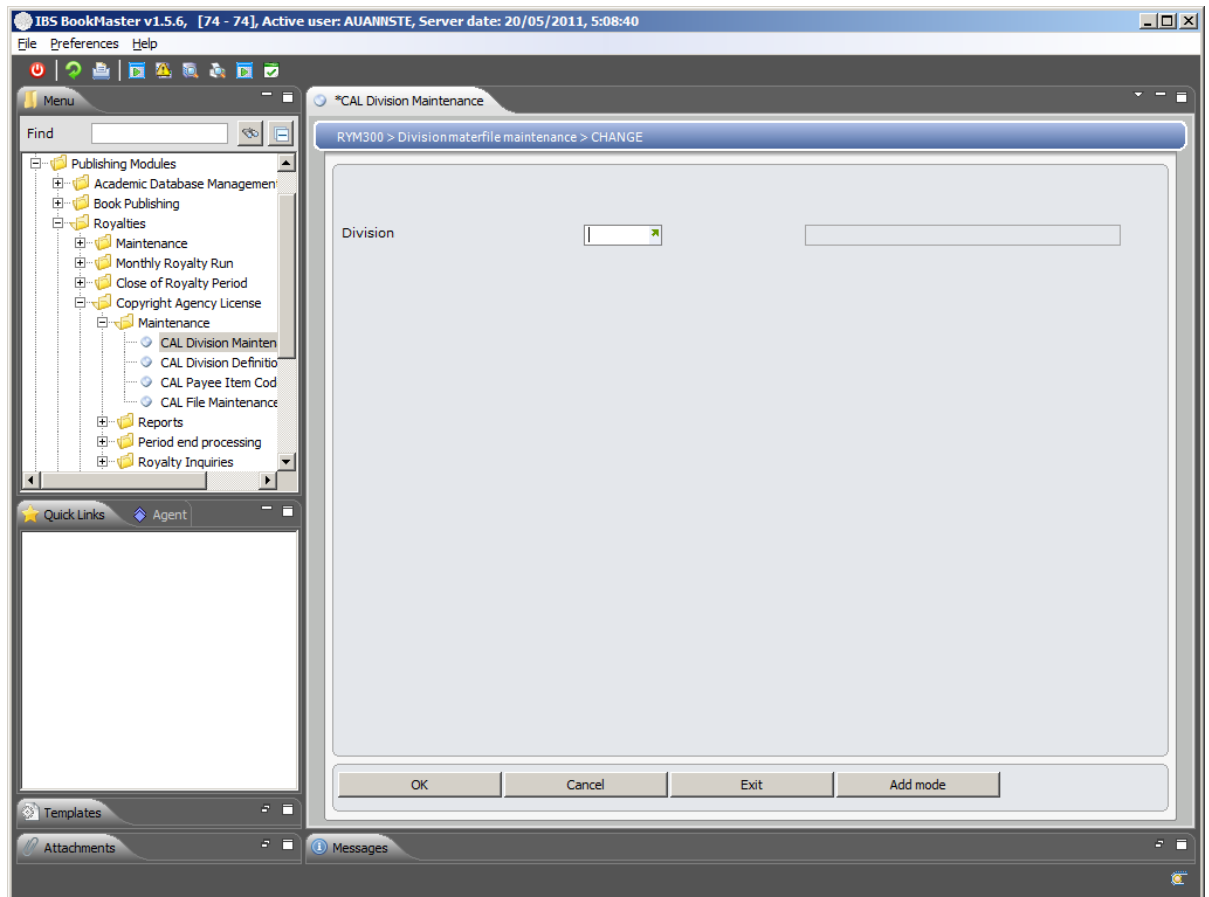 IBS BookMaster v1.5.6, [74 - 74], Active user: AUANNSTE, Server date: 20/05/2011, 5:08:40
File Preferences Help
Menu
Find
Publishing Modules
Academic Database Managemen
Book Publishing
Royalties
Maintenance
Monthly Royalty Run
Close of Royalty Period
Copyright Agency License
Maintenance
CAL Division Mainten
CAL Division Definitio
CAL Payee Item Cod
CAL File Maintenance
Reports
Period end processing
Royalty Inquiries
Quick Links Agent
Templates
Attachments
*CAL Division Maintenance
RYM300 > Division materfile maintenance > CHANGE
Division
OK Cancel Exit Add mode
Messages